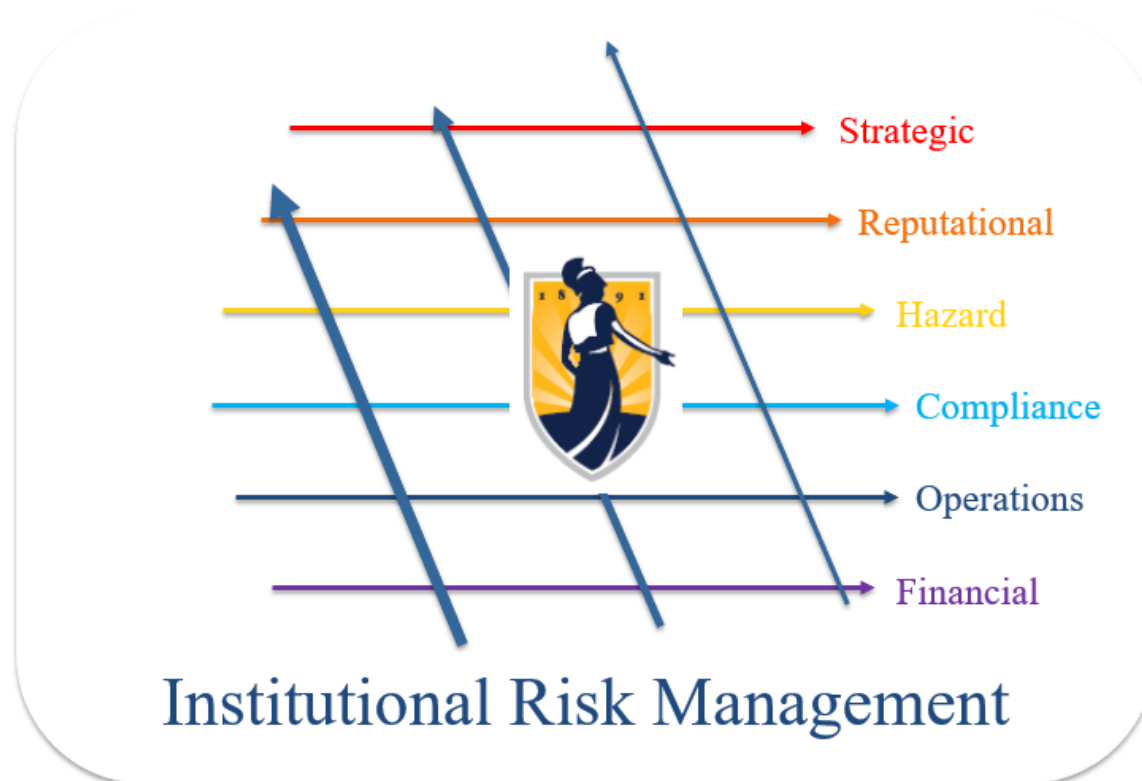 Strategic
Reputational
18 91
Hazard
Compliance
Operations
Financial
Institutional Risk Management